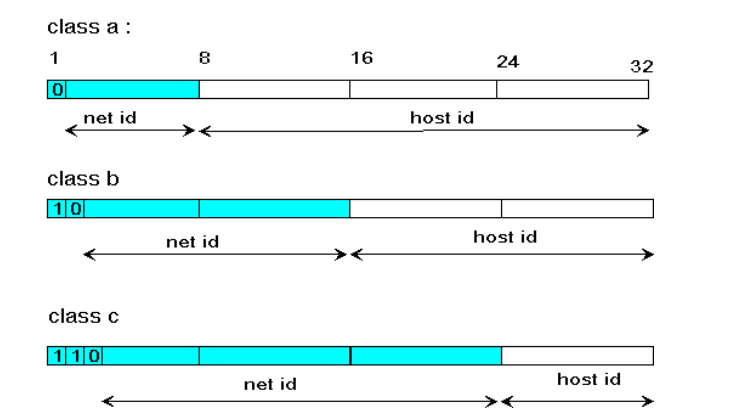 class a :
1 8 16 24 32
0
net id host id
class b
1 0
net id host id
class c
1 1 0
net id host id